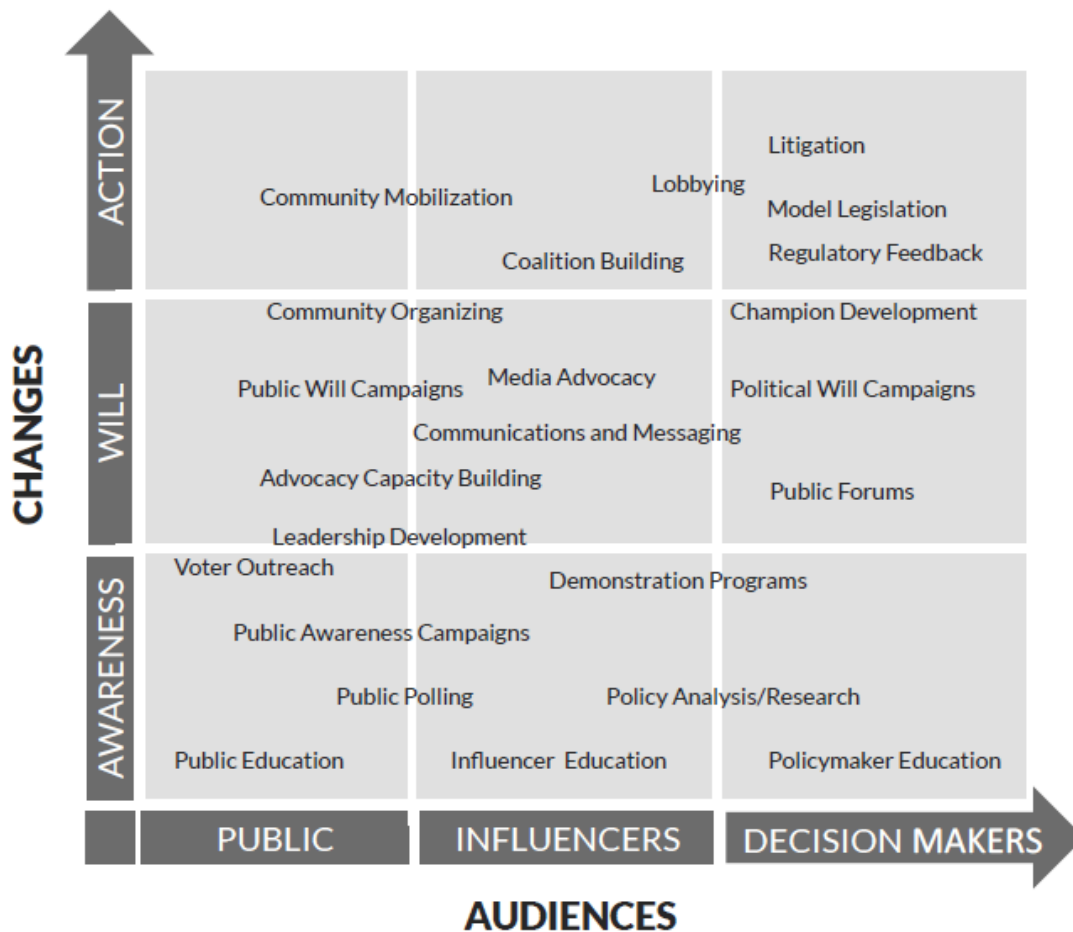 ACTION
Litigation
Lobbying
Community Mobilization
Model Legislation
Regulatory Feedback
Coalition Building
CHANGES
WILL
Community Organizing
Champion Development
Media Advocacy
Public Will Campaigns
Political Will Campaigns
Communications and Messaging
Advocacy Capacity Building
Public Forums
Leadership Development
AWARENESS
Voter Outreach
Demonstration Programs
Public Awareness Campaigns
Public Polling
Policy Analysis/Research
Public Education
Influencer Education
Policymaker Education
PUBLIC
INFLUENCERS
DECISION MAKERS
AUDIENCES